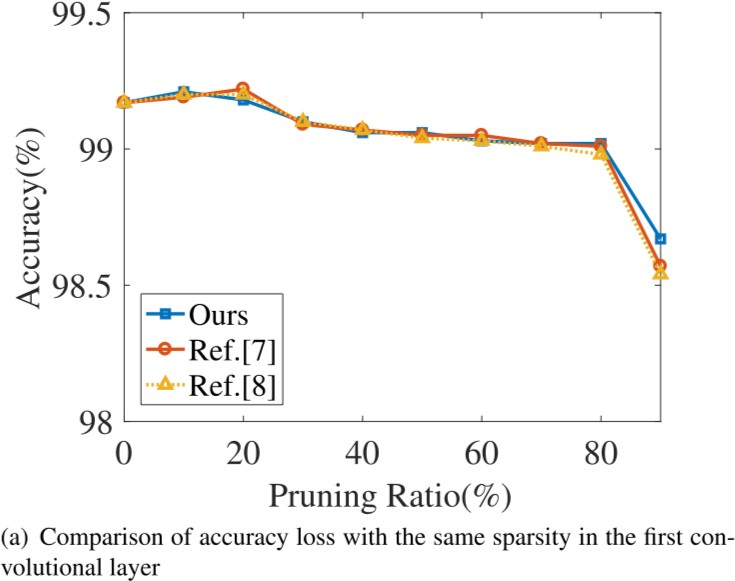 99.5
99
98.5
98
Accuracy(%)
Ours
Ref.[7]
Ref.[8]
0 20 40 60 80
Pruning Ratio(%)
(a) Comparison of accuracy loss with the same sparsity in the first con-
volutional layer